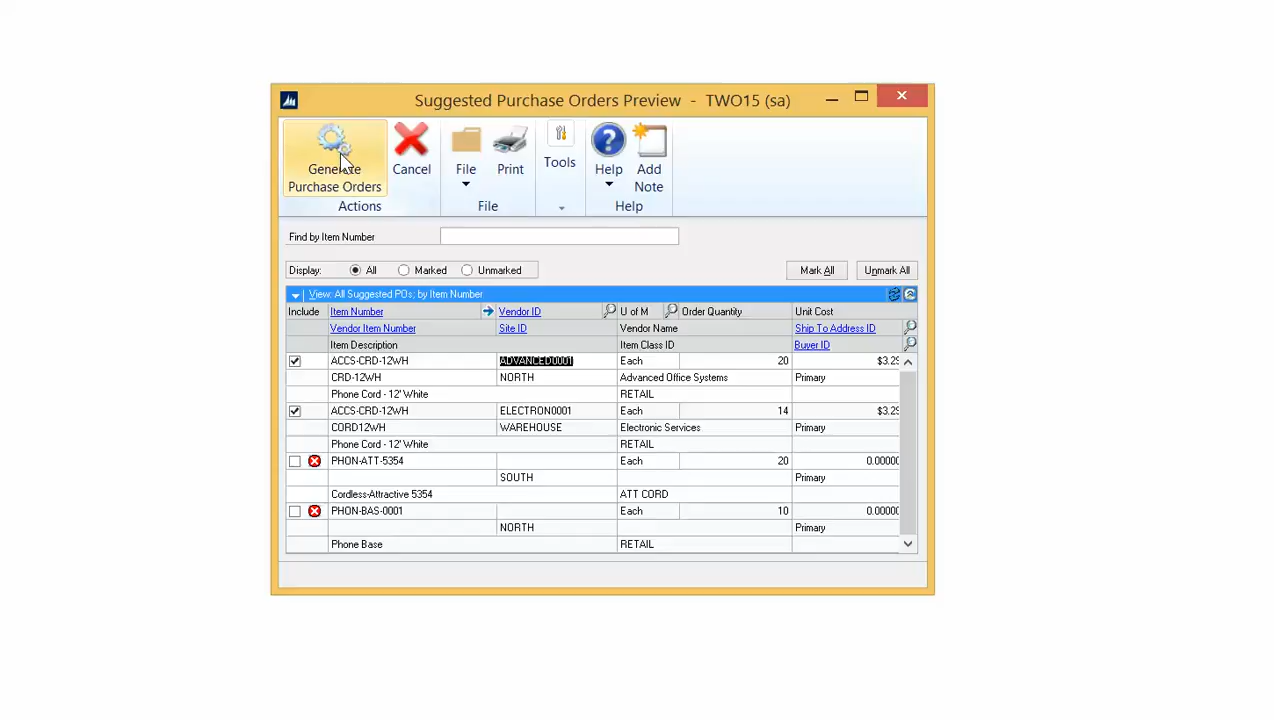 Suggested Purchase Orders Preview - TWO15 (sa)
Generate
Purchase Orders
Cancel
File
Print
Tools
Help
Add
Note
Actions
File
Help
Find by Item Number
Display: All Marked Unmarked Mark All Unmark All
View: All Suggested POs; by Item Number
Include Item Number Vendor ID U of M Order Quantity Unit Cost
Vendor Item Number Site ID Vendor Name Ship To Address ID
Item Description Item Class ID Buyer ID
ACCS-CRD-12WH ADVANCED0001 Each 20 $3.29
CRD-12WH NORTH Advanced Office Systems Primary
Phone Cord - 12' White RETAIL
ACCS-CRD-12WH ELECTRON0001 Each 14 $3.29
CORD12WH WAREHOUSE Electronic Services Primary
Phone Cord - 12' White RETAIL
PHON-ATT-5354 Each 20 0.00000
SOUTH Primary
Cordless-Attractive 5354 ATT CORD
PHON-BAS-0001 Each 10 0.00000
NORTH Primary
Phone Base RETAIL